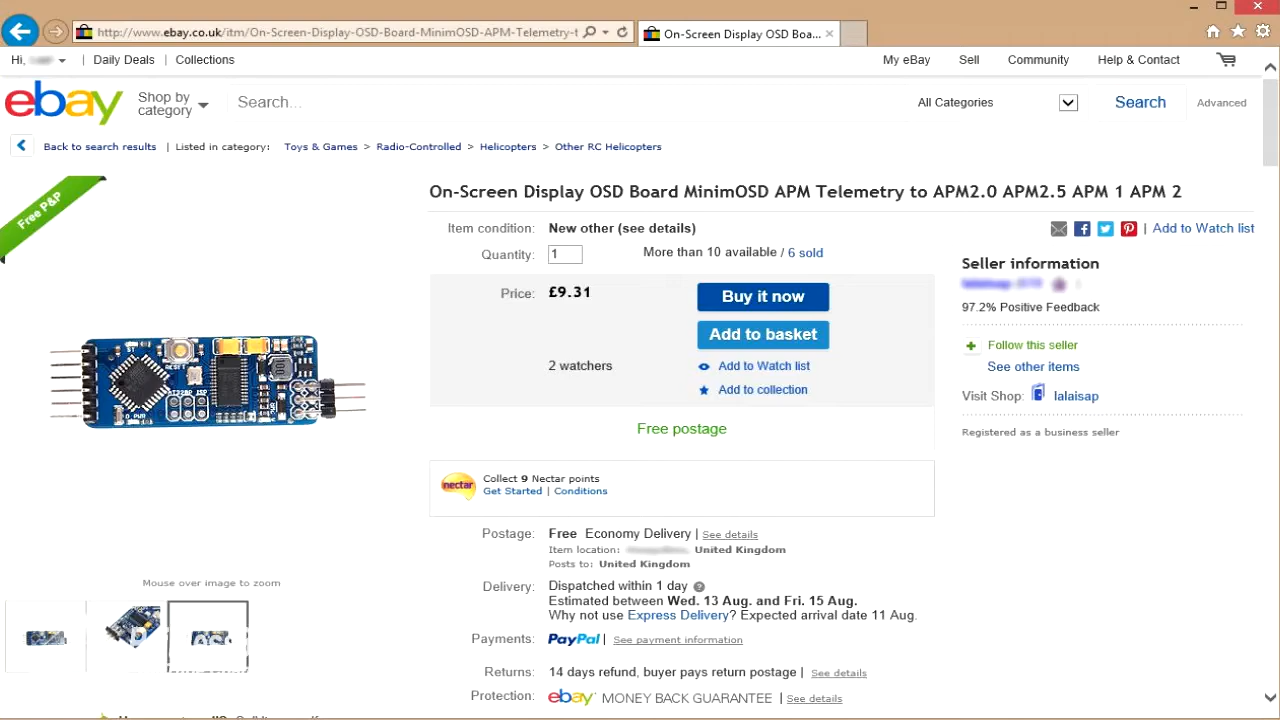 http://www.ebay.co.uk/itm/On-Screen-Display-OSD-Board-MinimOSD-APM-Telemetry-t
On-Screen Display OSD Boa...
Hi,
Daily Deals | Collections
My eBay
Sell
Community
Help & Contact
ebay
Shop by category
Search...
All Categories
Search
Advanced
Back to search results | Listed in category: Toys & Games > Radio-Controlled > Helicopters > Other RC Helicopters
Free P&P
On-Screen Display OSD Board MinimOSD APM Telemetry to APM2.0 APM2.5 APM 1 APM 2
Item condition: New other (see details)
| Add to Watch list
Quantity: 1
More than 10 available / 6 sold
Price: £9.31
Buy it now
Add to basket
2 watchers
Add to Watch list
Add to collection
Free postage
Seller information
97.2% Positive Feedback
Follow this seller
See other items
Visit Shop: lalaisap
Registered as a business seller
nectar
Collect 9 Nectar points
Get Started | Conditions
Postage: Free Economy Delivery | See details
Item location: United Kingdom
Posts to: United Kingdom
Delivery: Dispatched within 1 day
Estimated between Wed. 13 Aug. and Fri. 15 Aug.
Why not use Express Delivery? Expected arrival date 11 Aug.
Payments: PayPal | See payment information
Returns: 14 days refund, buyer pays return postage | See details
Protection: ebay MONEY BACK GUARANTEE | See details
Mouse over image to zoom